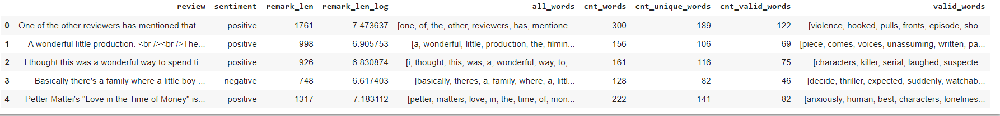 review sentiment remark_len remark_len_log all_words cnt_words cnt_unique_words cnt_valid_words valid_words
0 One of the other reviewers has mentioned that ... positive 1761 7.473637 [one, of, the, other, reviewers, has, mentione... 300 189 122 [violence, hooked, pulls, fronts, episode, sho...
1 A wonderful little production. <br /><br />The... positive 998 6.905753 [a, wonderful, little, production, the, filmin... 156 106 69 [piece, comes, voices, unassuming, written, pa...
2 I thought this was a wonderful way to spend ti... positive 926 6.830874 [i, thought, this, was, a, wonderful, way, to,... 161 116 75 [characters, killer, serial, laughed, suspecte...
3 Basically there's a family where a little boy ... negative 748 6.617403 [basically, theres, a, family, where, a, littl... 128 82 46 [decide, thriller, expected, suddenly, watchab...
4 Petter Mattei's "Love in the Time of Money" is... positive 1317 7.183112 [petter, matteis, love, in, the, time, of, mon... 222 141 82 [anxiously, human, best, characters, lonelines...